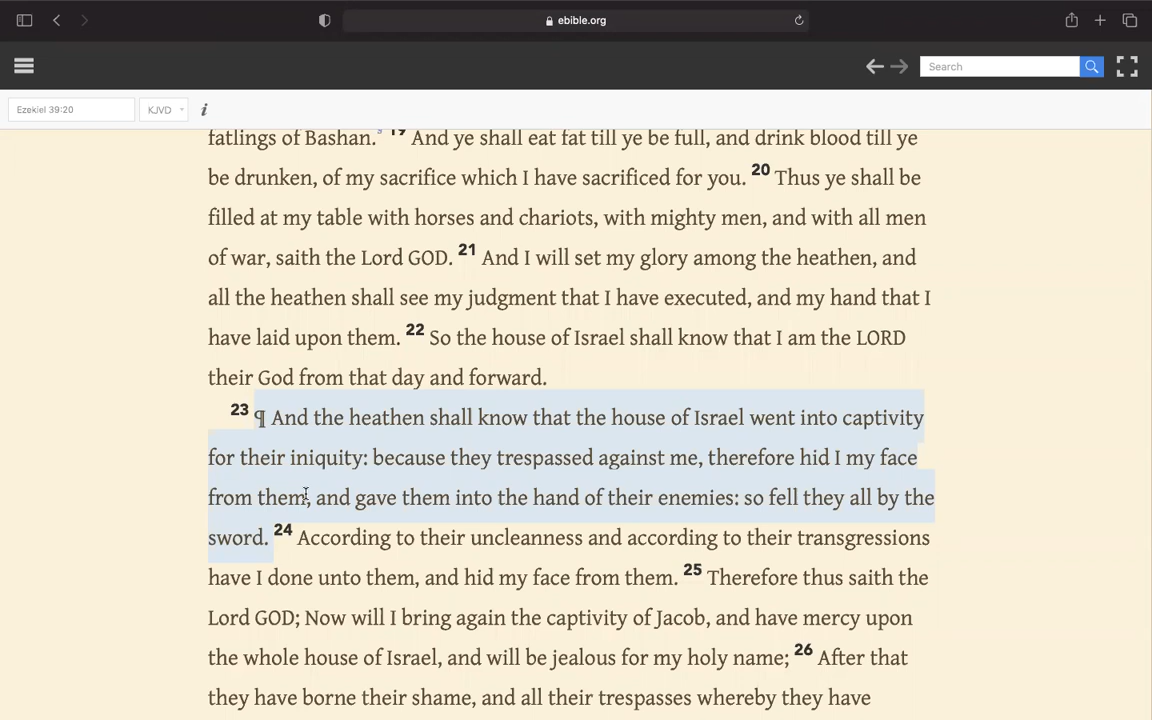 ebible.org
Search
Ezekiel 39:20
KJVD
i
fatlings of Bashan. 19 And ye shall eat fat till ye be full, and drink blood till ye
be drunken, of my sacrifice which I have sacrificed for you. 20 Thus ye shall be
filled at my table with horses and chariots, with mighty men, and with all men
of war, saith the Lord GOD. 21 And I will set my glory among the heathen, and
all the heathen shall see my judgment that I have executed, and my hand that I
have laid upon them. 22 So the house of Israel shall know that I am the LORD
their God from that day and forward.
23 ¶ And the heathen shall know that the house of Israel went into captivity
for their iniquity: because they trespassed against me, therefore hid I my face
from them, and gave them into the hand of their enemies: so fell they all by the
sword. 24 According to their uncleanness and according to their transgressions
have I done unto them, and hid my face from them. 25 Therefore thus saith the
Lord GOD; Now will I bring again the captivity of Jacob, and have mercy upon
the whole house of Israel, and will be jealous for my holy name; 26 After that
they have borne their shame, and all their trespasses whereby they have